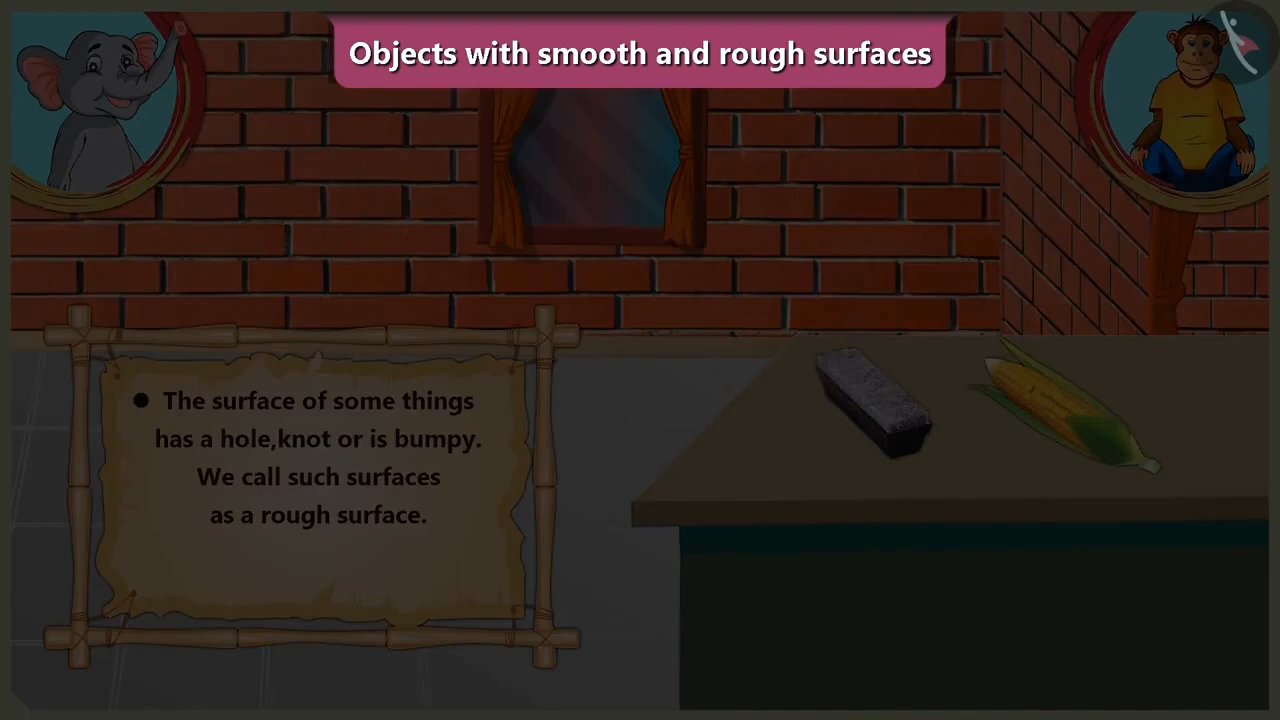 Objects with smooth and rough surfaces
● The surface of some things
has a hole,knot or is bumpy.
We call such surfaces
as a rough surface.